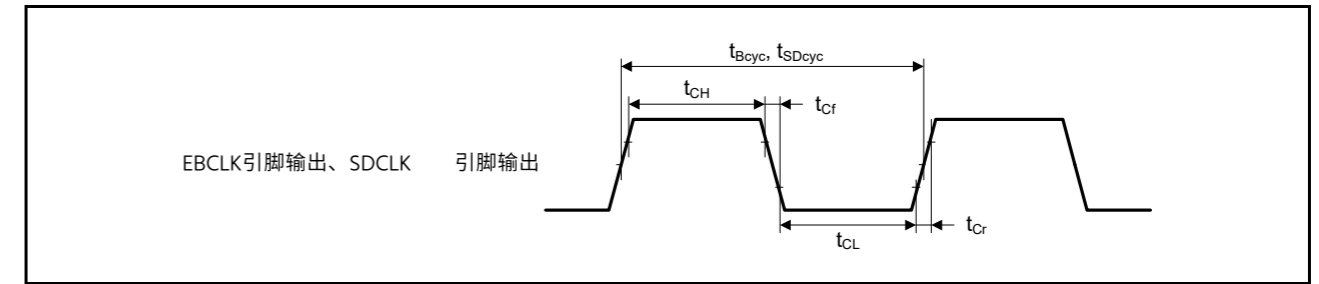 tBcyc, tSDcyc
tCH
tCf
EBCLK引脚输出、SDCLK 引脚输出
tCL
tCr